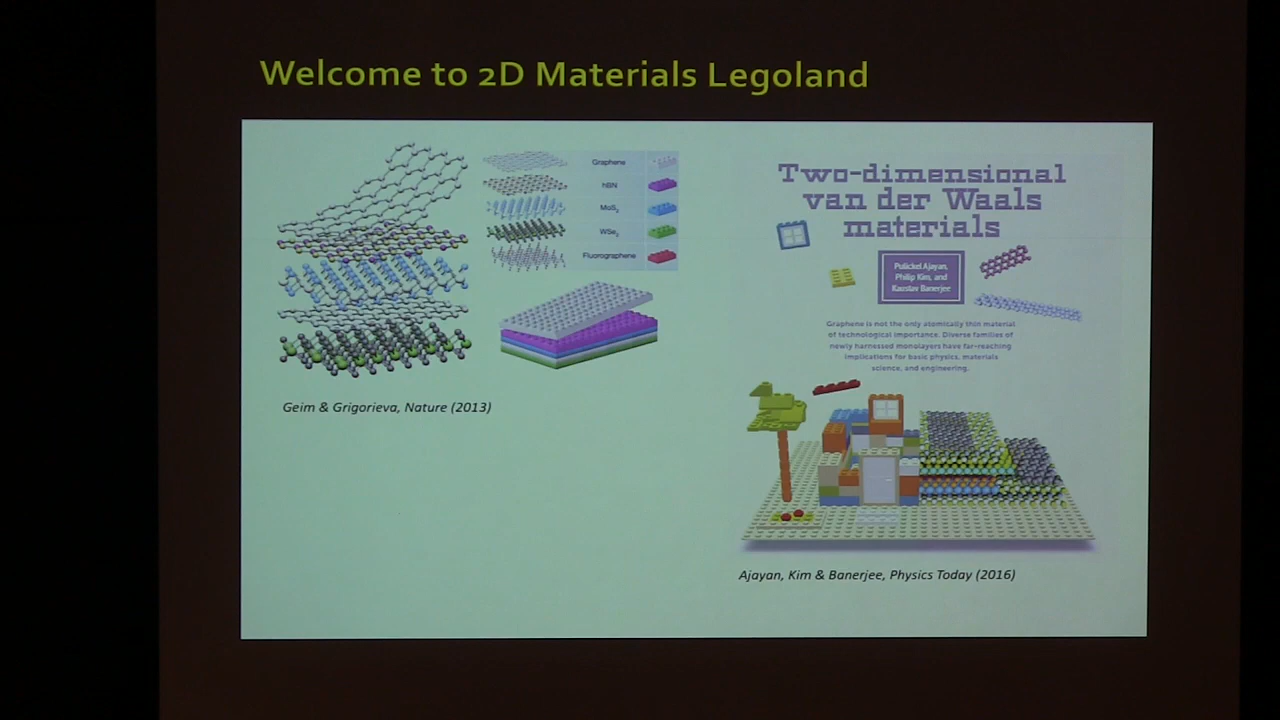 Welcome to 2D Materials Legoland
Graphene
hBN
MoS2
WSe2
Fluorographene
Geim & Grigorieva, Nature (2013)
Two-dimensional
van der Waals
materials
Pulickel Ajayan,
Philip Kim, and
Kaustav Banerjee
Graphene is not the only atomically thin material
of technological importance. Diverse families of
newly harnessed monolayers have far-reaching
implications for basic physics, materials
science, and engineering.
Ajayan, Kim & Banerjee, Physics Today (2016)